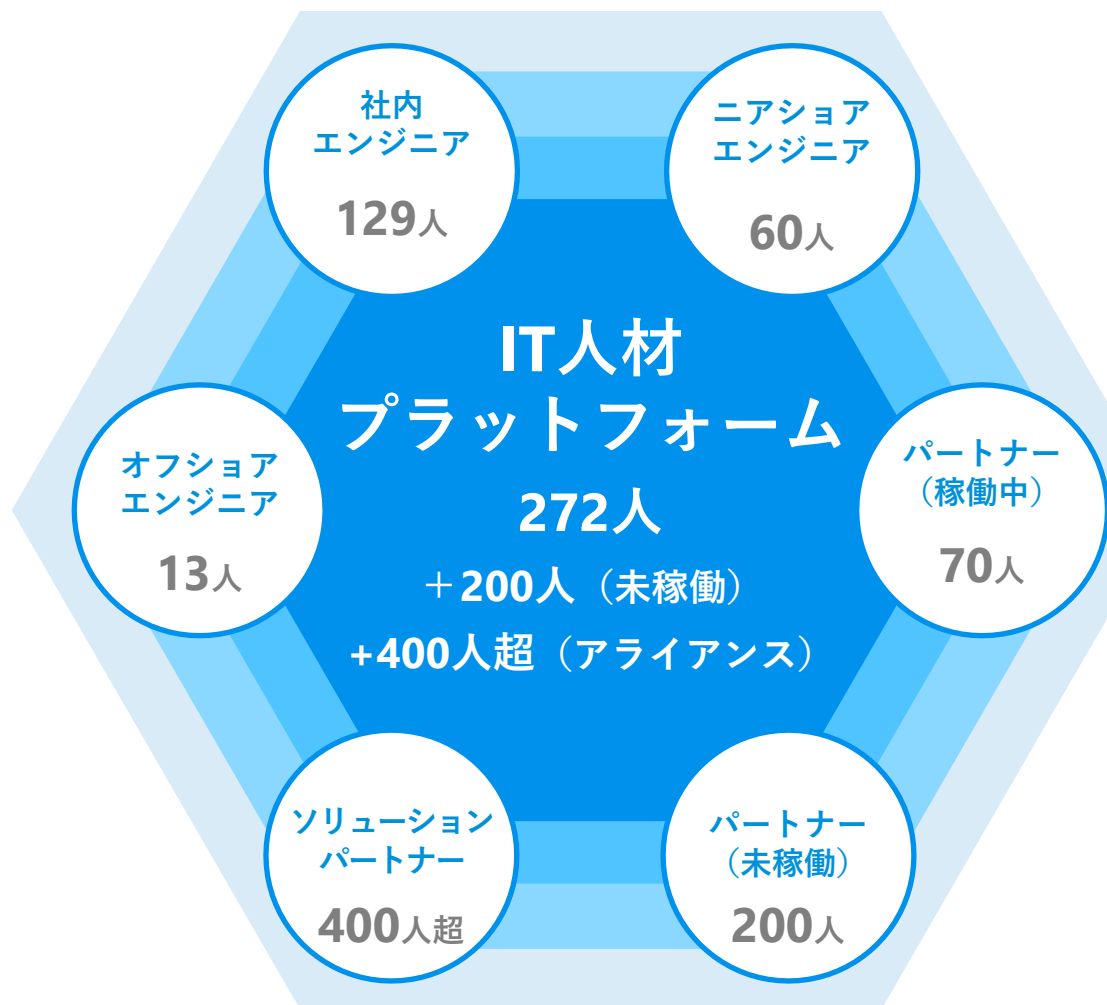 社内
エンジニア
129人
ニアショア
エンジニア
60人
IT人材
プラットフォーム
272人
＋200人（未稼働）
+400人超（アライアンス）
オフショア
エンジニア
13人
パートナー
（稼働中）
70人
ソリューション
パートナー
400人超
パートナー
（未稼働）
200人